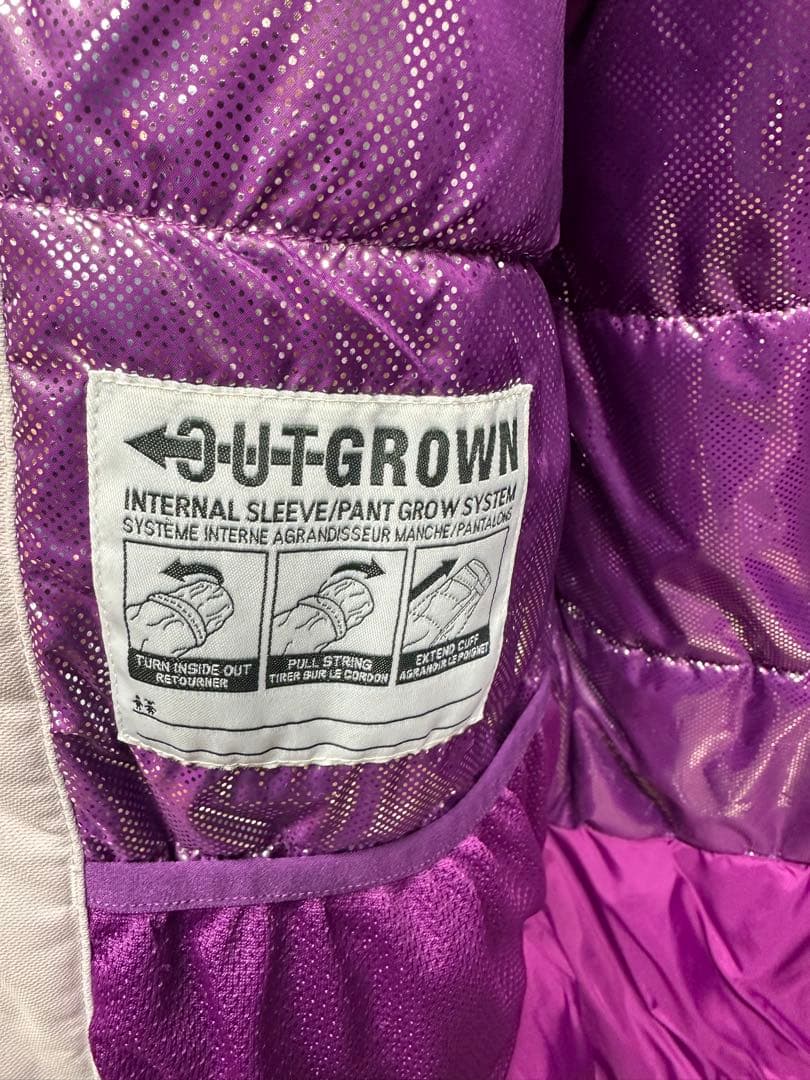 OUTGROWN
INTERNAL SLEEVE/PANT GROW SYSTEM
SYSTÈME INTERNE AGRANDISSEUR MANCHE/PANTALONS
TURN INSIDE OUT
RETOURNER
PULL STRING
TIRER SUR LE CORDON
EXTEND CUFF
AGRANDIR LE POIGNET